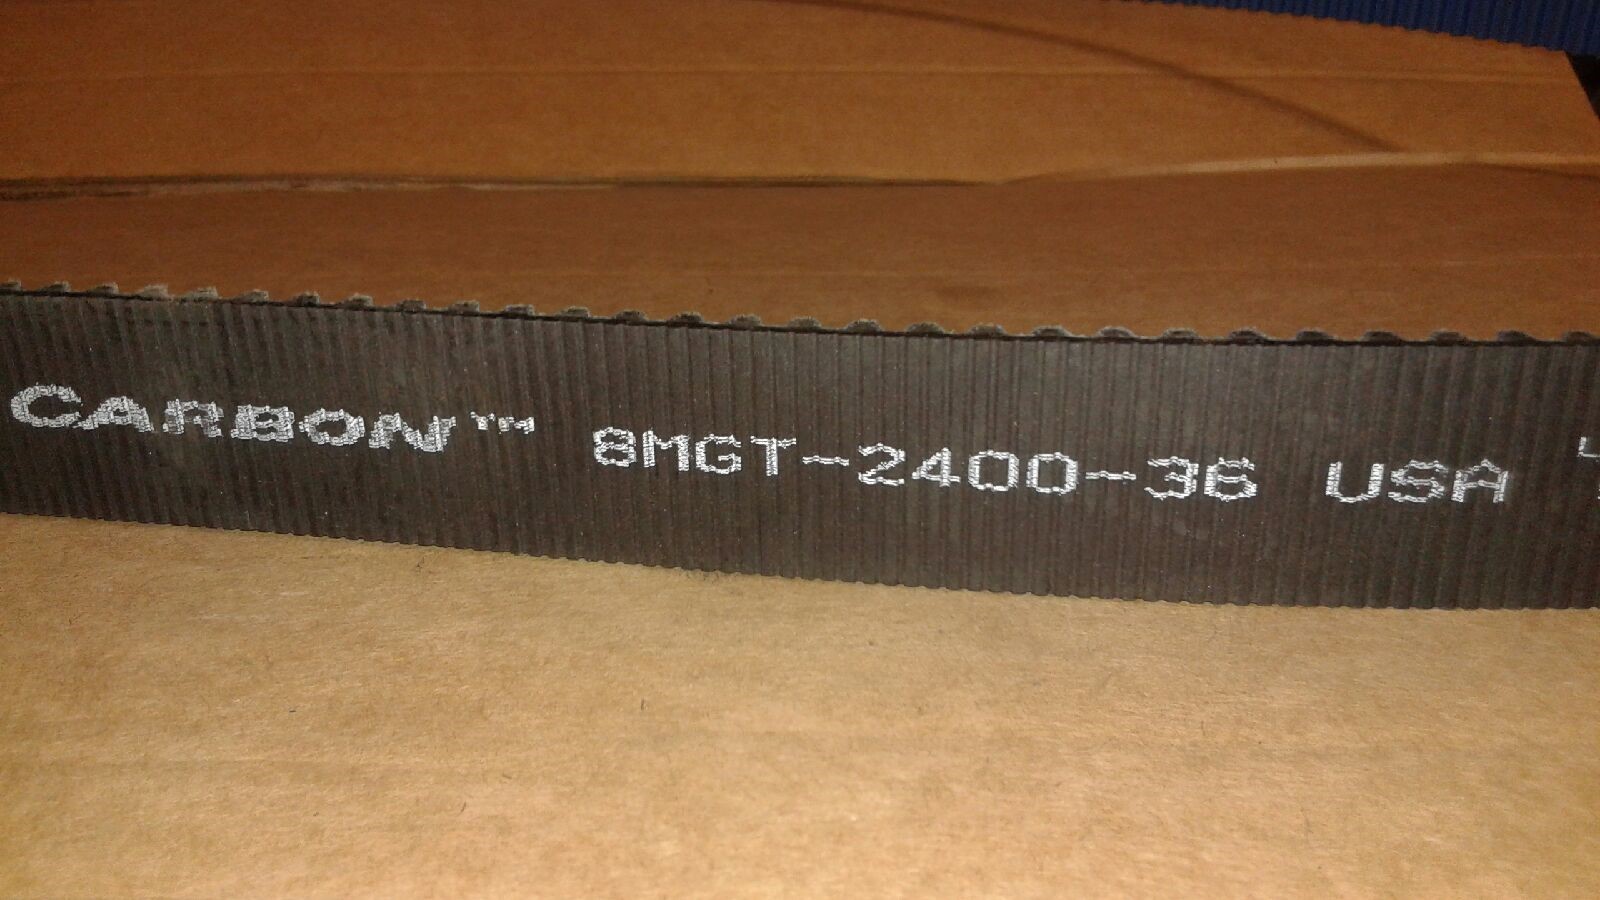 CARBON™ 8MGT-2400-36 USA